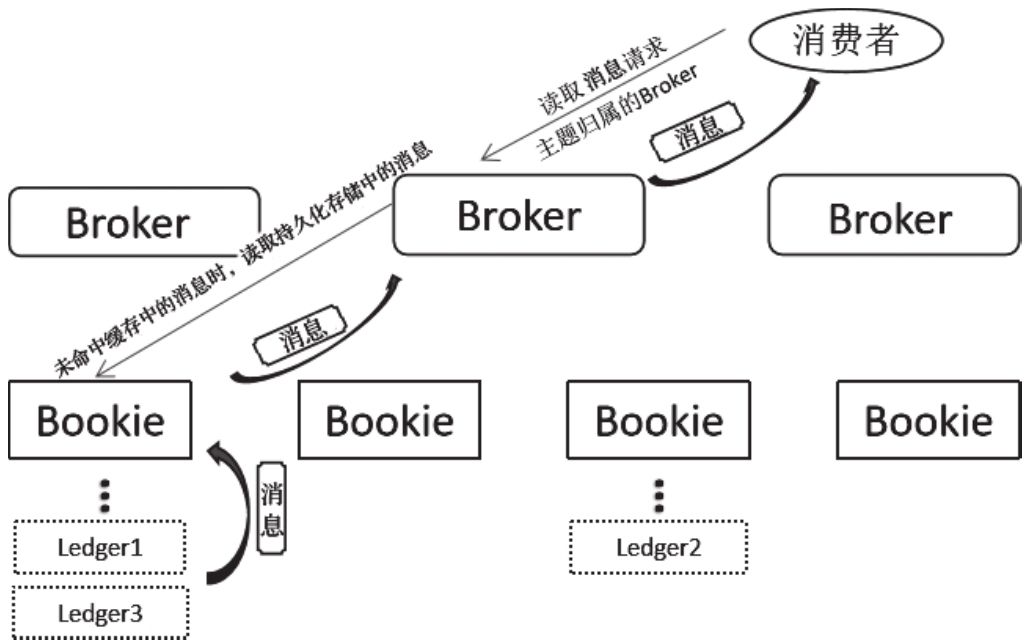 消费者
读取 消息请求
主题归属的Broker
消息
未命中缓存中的消息时，读取持久化存储中的消息
Broker
Broker
Broker
消息
Bookie
Bookie
Bookie
Bookie
消息
Ledger1
Ledger2
Ledger3